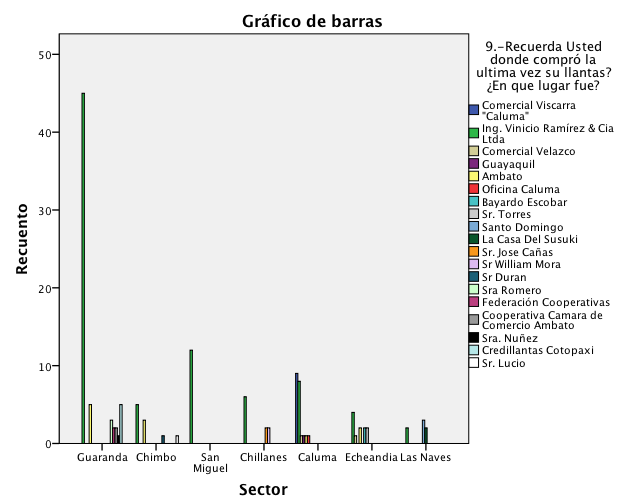 Gráfico de barras
9.-Recuerda Usted
donde compró la
ultima vez su llantas?
¿En que lugar fue?
Comercial Viscarra
"Caluma"
Ing. Vinicio Ramírez & Cia
Ltda
Comercial Velazco
Guayaquil
Ambato
Oficina Caluma
Bayardo Escobar
Sr. Torres
Santo Domingo
La Casa Del Susuki
Sr. Jose Cañas
Sr William Mora
Sr Duran
Sra Romero
Federación Cooperativas
Cooperativa Camara de
Comercio Ambato
Sra. Nuñez
Credillantas Cotopaxi
Sr. Lucio
Recuento
50
40
30
20
10
0
Guaranda Chimbo San Miguel Chillanes Caluma Echeandia Las Naves
Sector